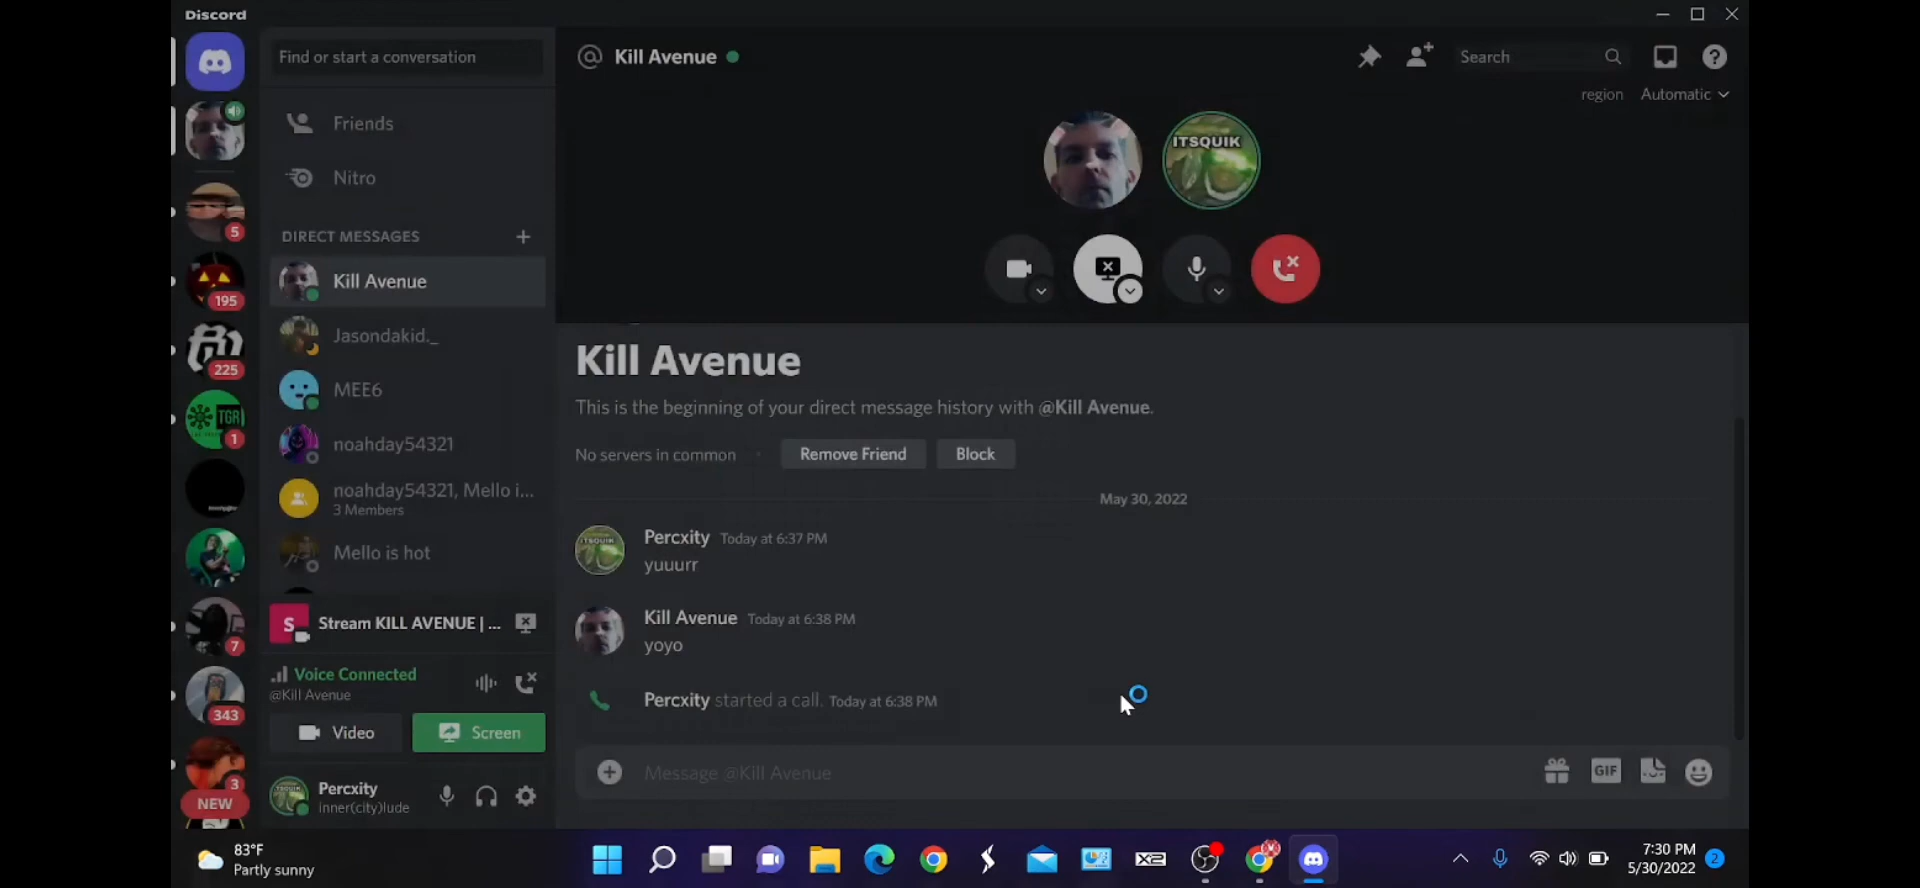 Discord
Find or start a conversation
Kill Avenue
Search
region Automatic
Friends
Nitro
ITSQUIK
DIRECT MESSAGES
Kill Avenue
Jasondakid._
MEE6
noahday54321
noahday54321, Mello i...
3 Members
Mello is hot
5
195
225
TGR
1
7
343
3
NEW
S
Stream KILL AVENUE | ...
Voice Connected
@Kill Avenue
Video
Screen
Percxity
inner(city)lude
Kill Avenue
This is the beginning of your direct message history with @Kill Avenue.
No servers in common
Remove Friend
Block
May 30, 2022
ITSQUIK
Percxity Today at 6:37 PM
yuuurr
Kill Avenue Today at 6:38 PM
yoyo
Percxity started a call. Today at 6:38 PM
Message @Kill Avenue
GIF
83°F
Partly sunny
X2
7:30 PM
5/30/2022
2